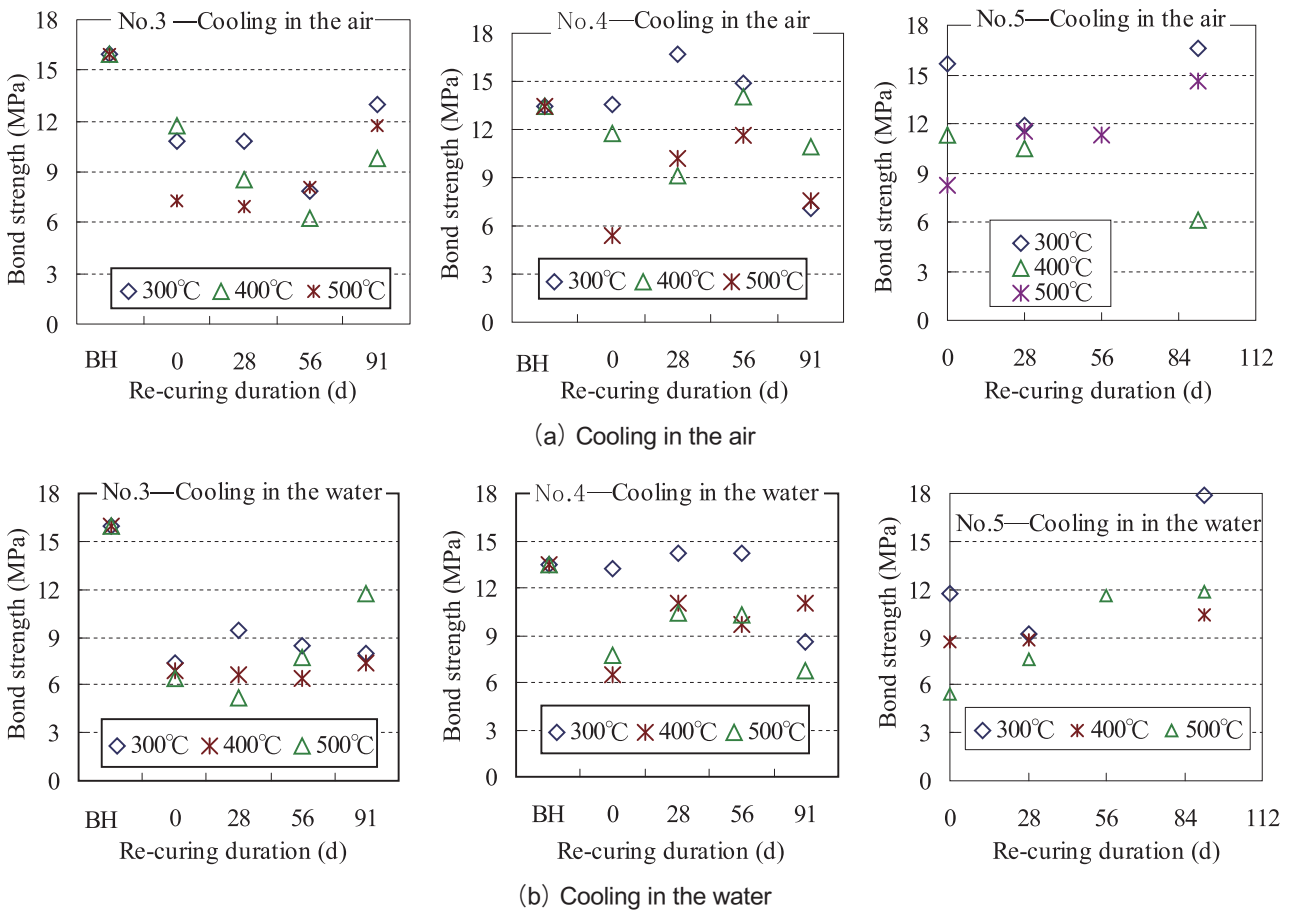 No.3—Cooling in the air
18
15
12
9
6
3
0
Bond strength (MPa)
300℃ 400℃ 500℃
BH 0 28 56 91
Re-curing duration (d)
No.4—Cooling in the air
18
15
12
9
6
3
0
Bond strength (MPa)
300℃ 400℃ 500℃
BH 0 28 56 91
Re-curing duration (d)
No.5—Cooling in the air
18
15
12
9
6
3
0
Bond strength (MPa)
300℃
400℃
500℃
0 28 56 84 112
Re-curing duration (d)
(a) Cooling in the air
No.3—Cooling in the water
18
15
12
9
6
3
0
Bond strength (MPa)
300℃ 400℃ 500℃
BH 0 28 56 91
Re-curing duration (d)
No.4—Cooling in the water
18
15
12
9
6
3
0
Bond strength (MPa)
300℃ 400℃ 500℃
BH 0 28 56 91
Re-curing duration (d)
No.5—Cooling in in the water
18
15
12
9
6
3
0
Bond strength (MPa)
300℃ 400℃ 500℃
0 28 56 84 112
Re-curing duration (d)
(b) Cooling in the water